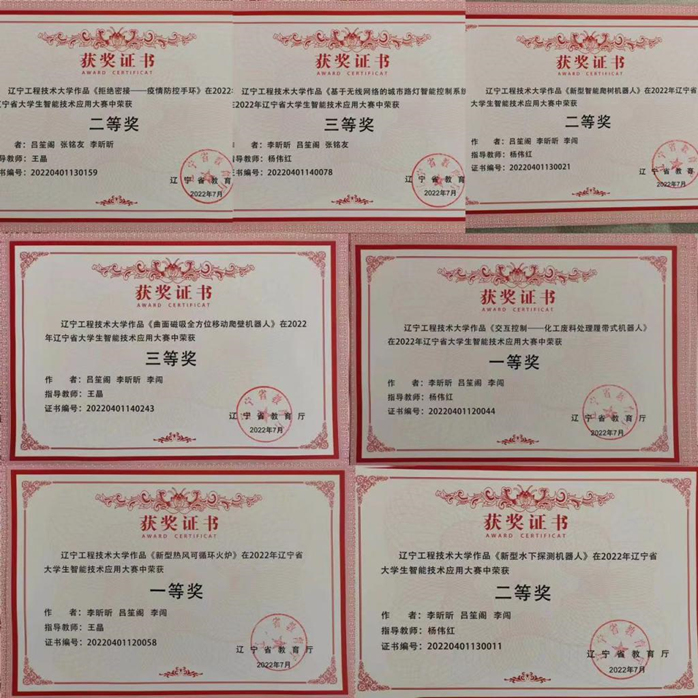 获奖证书
AWARD CERTIFICAT
辽宁工程技术大学作品《拒绝密接——疫情防控手环》在202
辽宁省大学生智能技术应用大赛中荣获
二等奖
者：吕笙阁 张铭友 李昕昕
指导教师：王晶
证书编号：20220401130159
辽宁省教育
2022年7月
获奖证书
AWARD CERTIFICAT
辽宁工程技术大学作品《基于无线网络的城市路灯智能控制系统
在2022年辽宁省大学生智能技术应用大赛中荣获
三等奖
者：李昕昕 吕笙阁 张铭友
指导教师：杨伟红
证书编号：20220401140078
辽宁省教育
2022年7月
获奖证书
AWARD CERTIFICAT
辽宁工程技术大学作品《新型智能爬树机器人》在202
辽宁省大学生智能技术应用大赛中荣获
二等奖
者：李昕昕 吕笙阁 李闯
指导教师：杨伟红
证书编号：20220401130021
辽宁省教育
2022年7月
获奖证书
AWARD CERTIFICAT
辽宁工程技术大学作品《曲面磁吸全方位移动爬壁机器人》在2022
年辽宁省大学生智能技术应用大赛中荣获
三等奖
作 者：吕笙阁 李昕昕 李闯
指导教师：王晶
证书编号：20220401140243
辽宁省教育厅
2022年7月
获奖证书
AWARD CERTIFICAT
辽宁工程技术大学作品《交互控制——化工废料处理履带式机器人》
在2022年辽宁省大学生智能技术应用大赛中荣获
一等奖
作 者：李昕昕 吕笙阁 李闯
指导教师：杨伟红
证书编号：20220401120044
辽宁省教育厅
2022年7月
获奖证书
AWARD CERTIFICAT
辽宁工程技术大学作品《新型热风可循环火炉》在2022年辽宁省
大学生智能技术应用大赛中荣获
一等奖
作 者：李昕昕 吕笙阁 李闯
指导教师：王晶
证书编号：20220401120058
辽宁省教育厅
2022年7月
获奖证书
AWARD CERTIFICAT
辽宁工程技术大学作品《新型水下探测机器人》在2022年辽宁省
大学生智能技术应用大赛中荣获
二等奖
作 者：李昕昕 吕笙阁 李闯
指导教师：杨伟红
证书编号：20220401130011
辽宁省教育厅
2022年7月